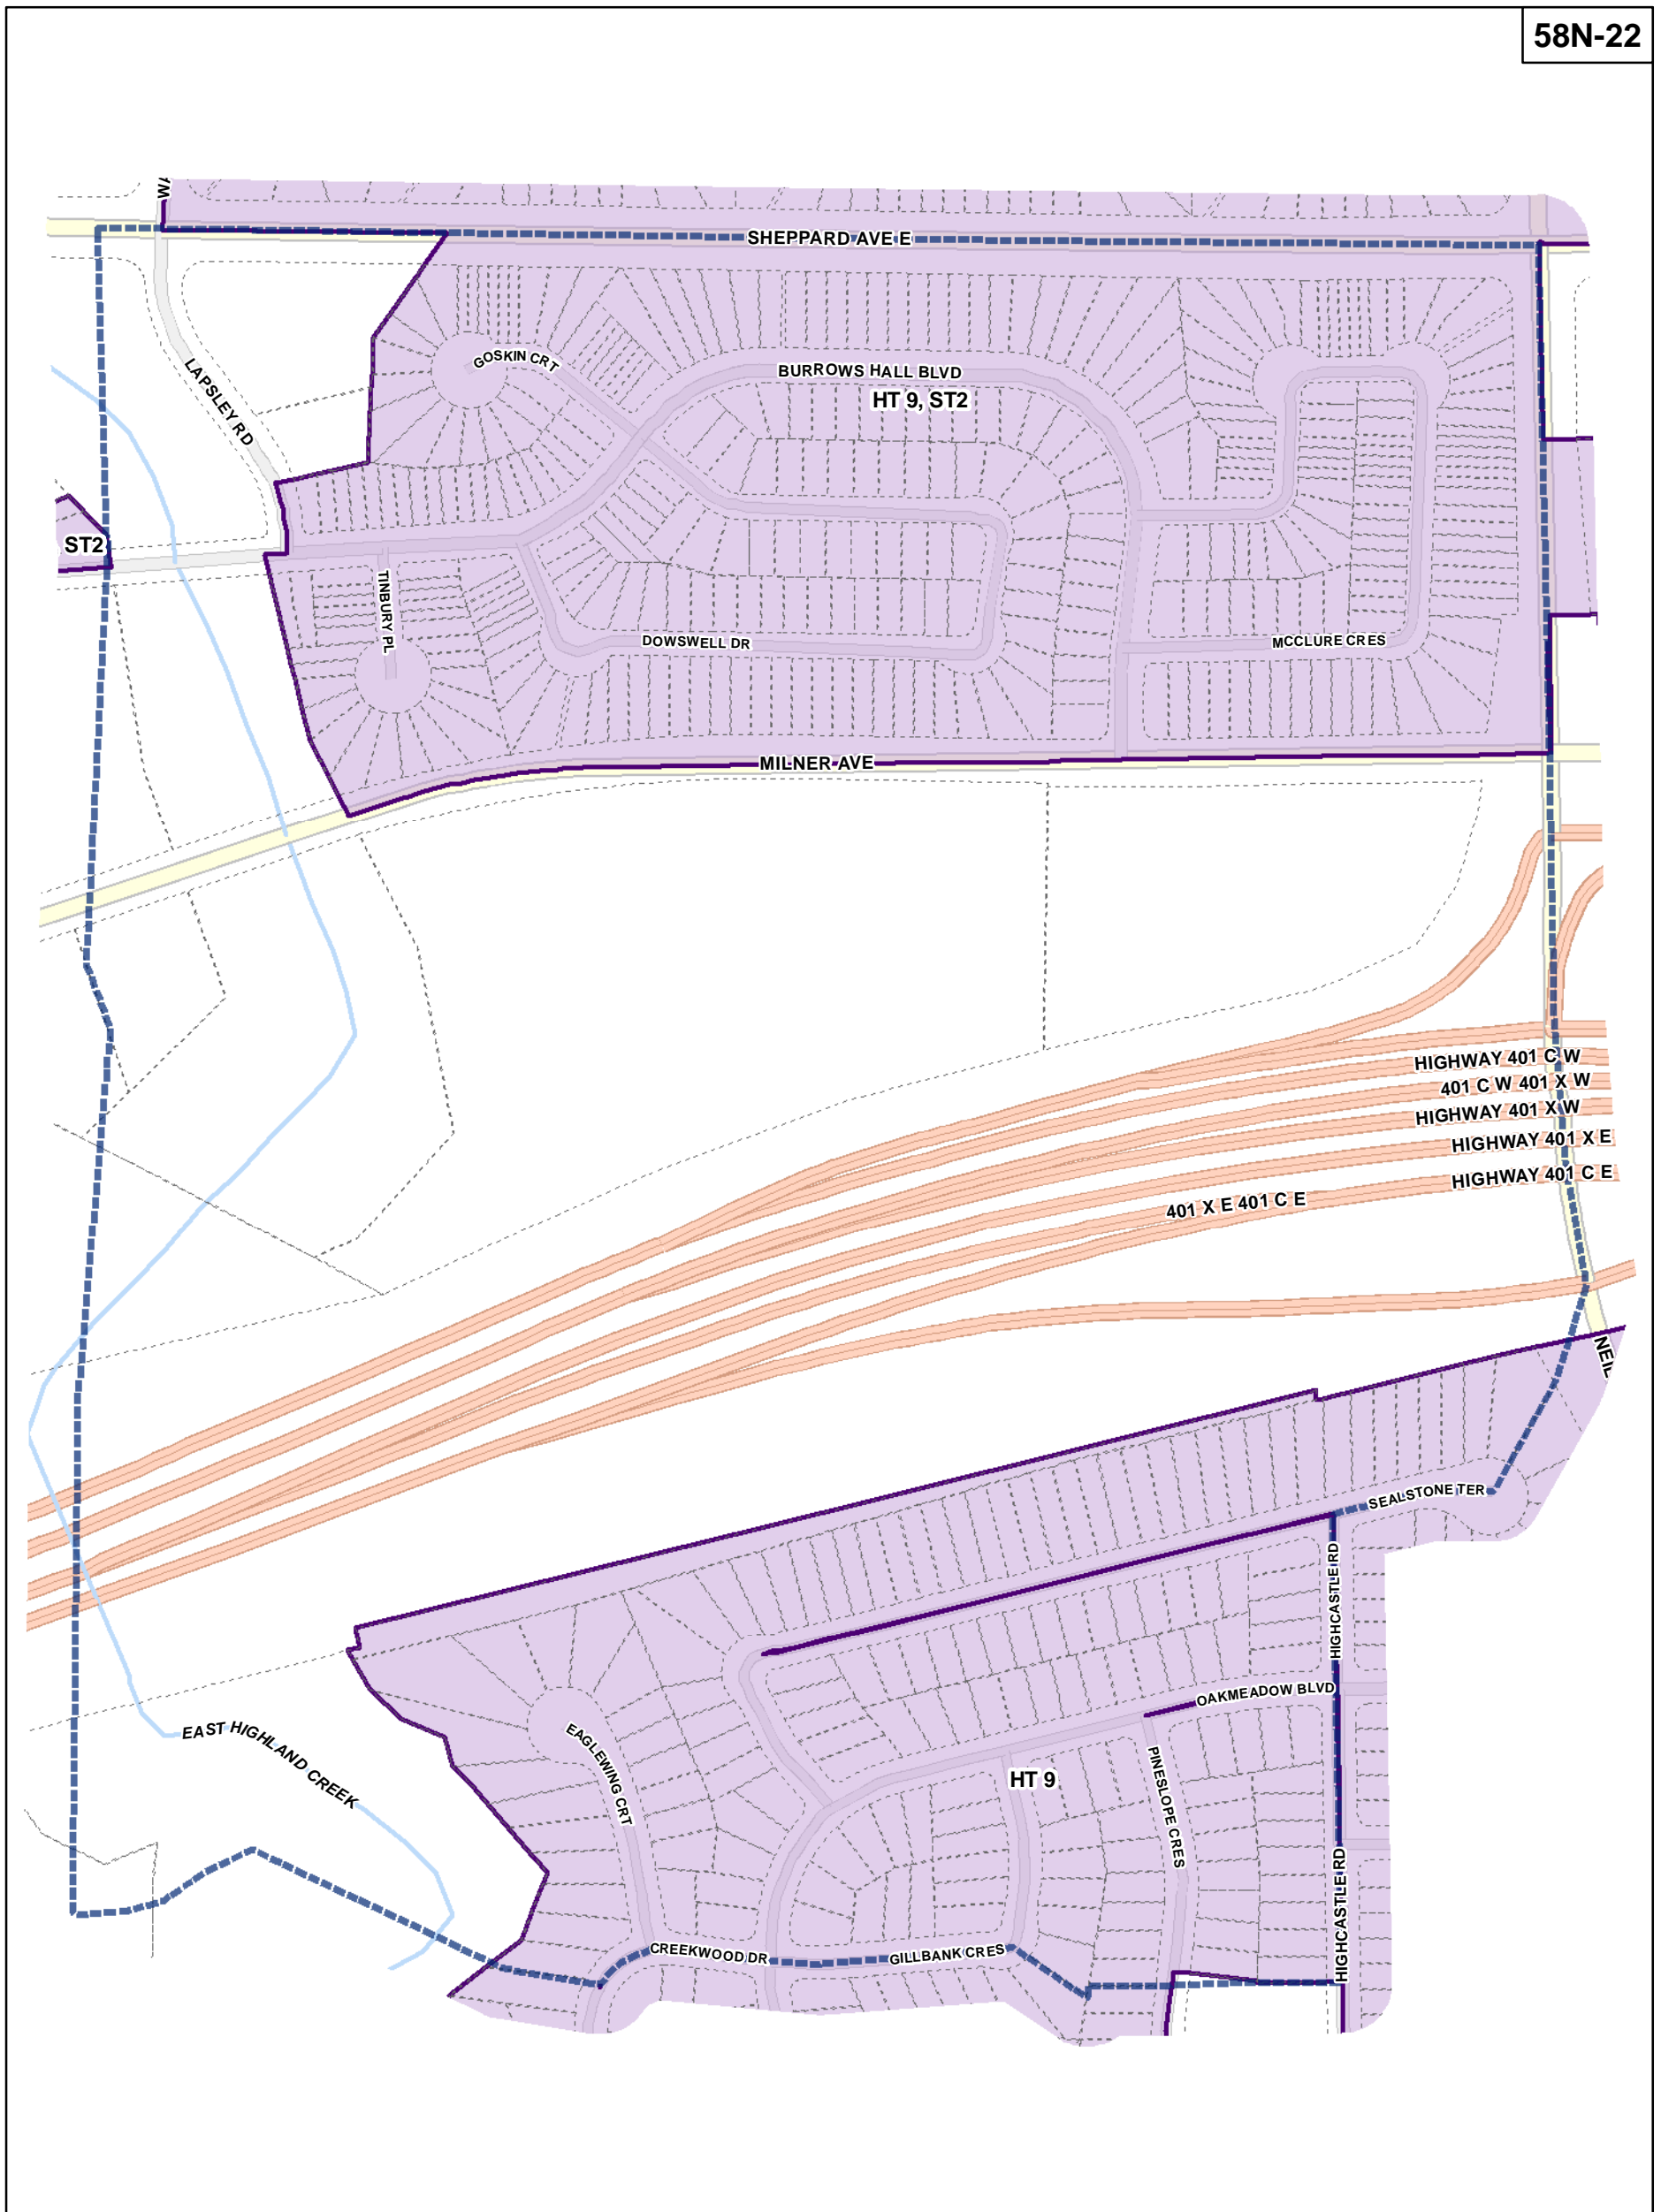 58N-22
SHEPPARD AVE E
GOSKIN CRT
BURROWS HALL BLVD
HT 9, ST2
LAPSLEY RD
ST2
TINBURY PL
DOWSWELL DR
MCCLURE CRES
MILNER AVE
HIGHWAY 401 C W
401 C W 401 X W
HIGHWAY 401 X W
HIGHWAY 401 X E
HIGHWAY 401 C E
401 X E 401 C E
SEALSTONE TER
HIGHCASTLE RD
OAKMEADOW BLVD
EAST HIGHLAND CREEK
EAGLEWING CRT
PINESLOPE CRES
HT 9
HIGHCASTLE RD
CREEKWOOD DR
GILLBANK CRES